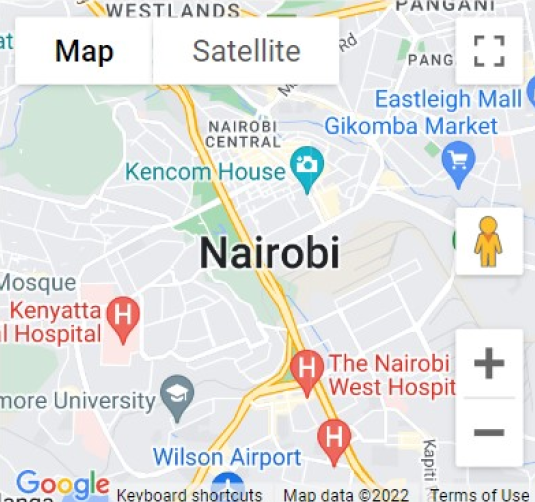 WESTLANDS
PANGANI
at
Map
Satellite
Rd
PANG
Eastleigh Mall
NAIROBI
CENTRAL
Gikomba Market
Kencom House
Nairobi
Mosque
Kenyatta
l Hospital
H
H
The Nairobi
West Hospit
more University
H
Wilson Airport
Kapiti
Google
Keyboard shortcuts
Map data ©2022
Terms of Use